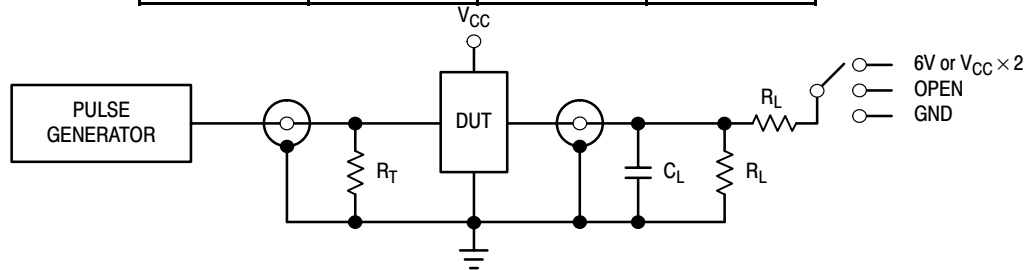 V_CC
6V or V_CC × 2
OPEN
GND
PULSE
GENERATOR
DUT
R_L
R_T
C_L
R_L